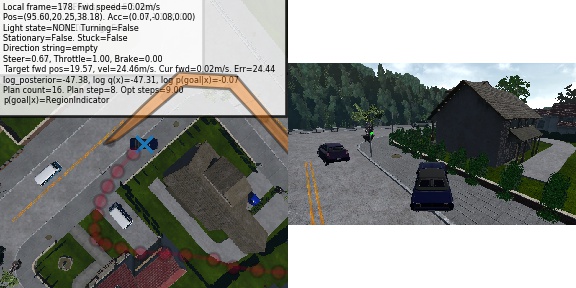 Local frame=178. Fwd speed=0.02m/s
Pos=(95.60,20.25,38.18). Acc=(0.07,-0.08,0.00)
Light state=NONE. Turning=False
Stationary=False. Stuck=False
Direction string=empty
Steer=0.67, Throttle=1.00, Brake=0.00
Target fwd pos=19.57, vel=24.46m/s. Cur fwd=0.02m/s. Err=24.44
log_posterior=-47.38, log q(x)=-47.31, log p(goal|x)=-0.07
Plan count=16. Plan step=8. Opt steps=9.00
p(goal|x)=RegionIndicator